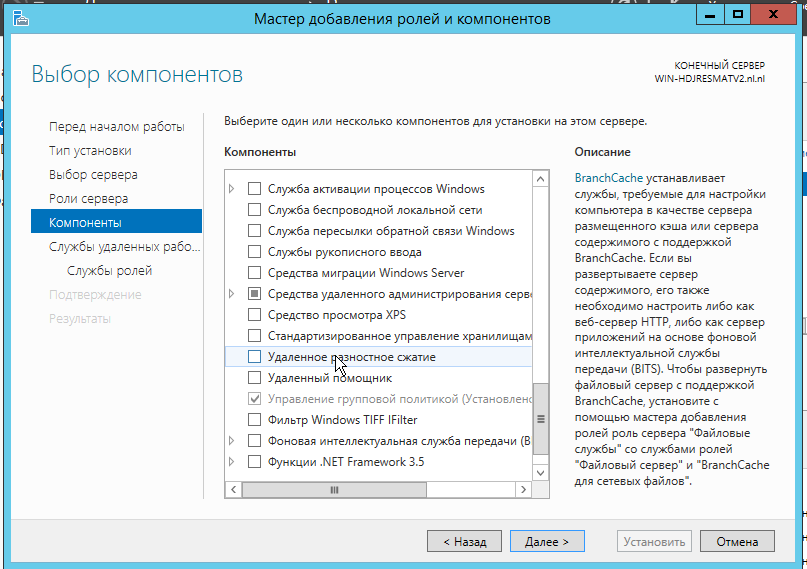 Мастер добавления ролей и компонентов
Выбор компонентов
КОНЕЧНЫЙ СЕРВЕР
WIN-HDJRESMATV2.nl.nl
Перед началом работы
Тип установки
Выбор сервера
Роли сервера
Компоненты
Службы удаленных рабо...
Службы ролей
Подтверждение
Результаты
Выберите один или несколько компонентов для установки на этом сервере.
Компоненты
Служба активации процессов Windows
Служба беспроводной локальной сети
Служба пересылки обратной связи Windows
Службы рукописного ввода
Средства миграции Windows Server
Средства удаленного администрирования серве
Средство просмотра XPS
Стандартизированное управление хранилищам
Удаленное разностное сжатие
Удаленный помощник
Управление групповой политикой (Установлено
Фильтр Windows TIFF IFilter
Фоновая интеллектуальная служба передачи (B
Функции .NET Framework 3.5
Описание
BranchCache устанавливает
службы, требуемые для настройки
компьютера в качестве сервера
размещенного кэша или сервера
содержимого с поддержкой
BranchCache. Если вы
развертываете сервер
содержимого, его также
необходимо настроить либо как
веб-сервер HTTP, либо как сервер
приложений на основе фоновой
интеллектуальной службы
передачи (BITS). Чтобы развернуть
файловый сервер с поддержкой
BranchCache, установите с
помощью мастера добавления
ролей роль сервера "Файловые
службы" со службами ролей
"Файловый сервер" и "BranchCache
для сетевых файлов".
< Назад
Далее >
Установить
Отмена